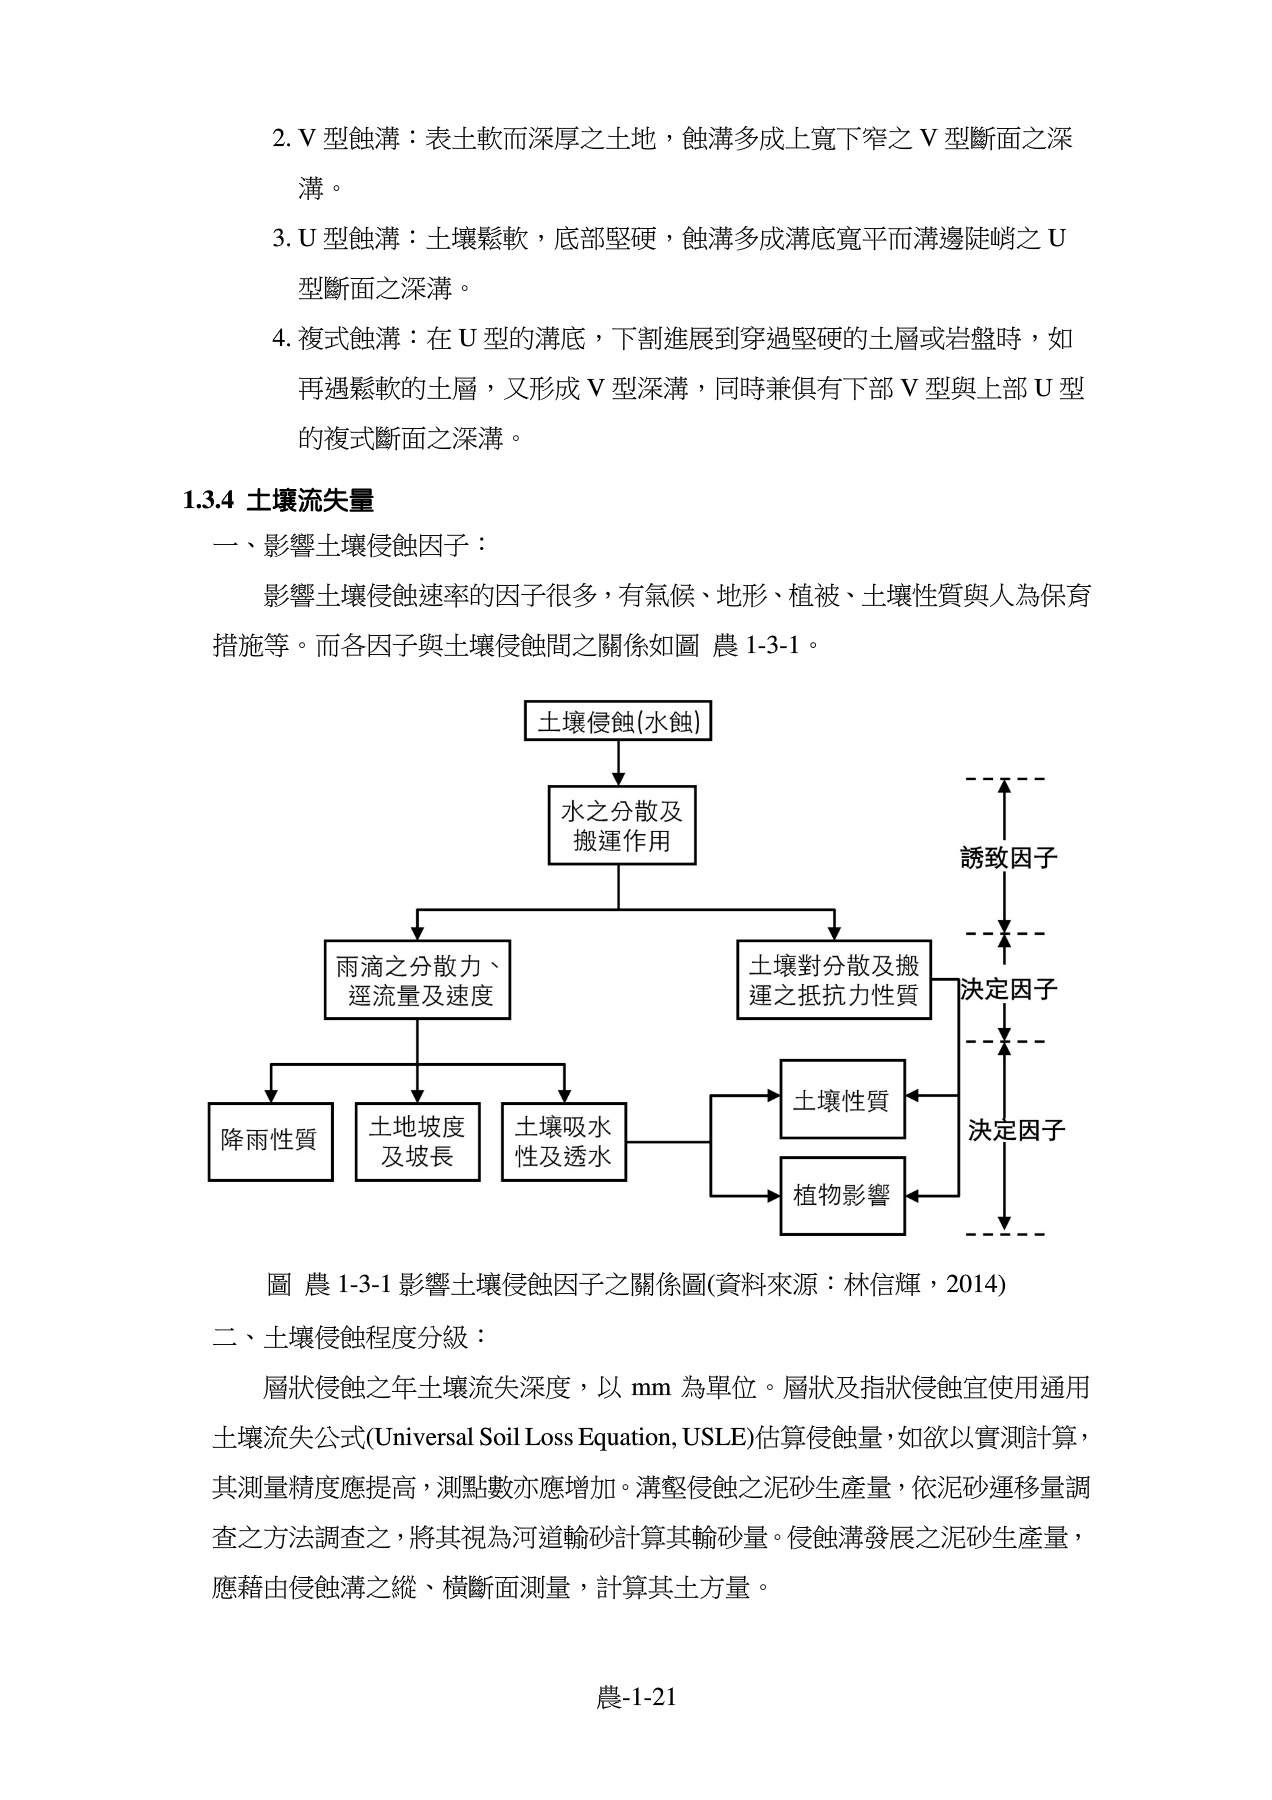 2. V 型蝕溝：表土軟而深厚之土地，蝕溝多成上寬下窄之 V 型斷面之深
溝。
3. U 型蝕溝：土壤鬆軟，底部堅硬，蝕溝多成溝底寬平而溝邊陡峭之 U
型斷面之深溝。
4. 複式蝕溝：在 U 型的溝底，下割進展到穿過堅硬的土層或岩盤時，如
再遇鬆軟的土層，又形成 V 型深溝，同時兼俱有下部 V 型與上部 U 型
的複式斷面之深溝。
1.3.4 土壤流失量
一、影響土壤侵蝕因子：
影響土壤侵蝕速率的因子很多，有氣候、地形、植被、土壤性質與人為保育
措施等。而各因子與土壤侵蝕間之關係如圖 農 1-3-1。
土壤侵蝕(水蝕)
水之分散及
搬運作用
誘致因子
雨滴之分散力、
逕流量及速度
土壤對分散及搬
運之抵抗力性質
決定因子
降雨性質
土地坡度
及坡長
土壤吸水
性及透水
土壤性質
植物影響
決定因子
圖 農 1-3-1 影響土壤侵蝕因子之關係圖(資料來源：林信輝，2014)
二、土壤侵蝕程度分級：
層狀侵蝕之年土壤流失深度，以 mm 為單位。層狀及指狀侵蝕宜使用通用
土壤流失公式(Universal Soil Loss Equation, USLE)估算侵蝕量，如欲以實測計算，
其測量精度應提高，測點數亦應增加。溝壑侵蝕之泥砂生產量，依泥砂運移量調
查之方法調查之，將其視為河道輸砂計算其輸砂量。侵蝕溝發展之泥砂生產量，
應藉由侵蝕溝之縱、橫斷面測量，計算其土方量。
農-1-21